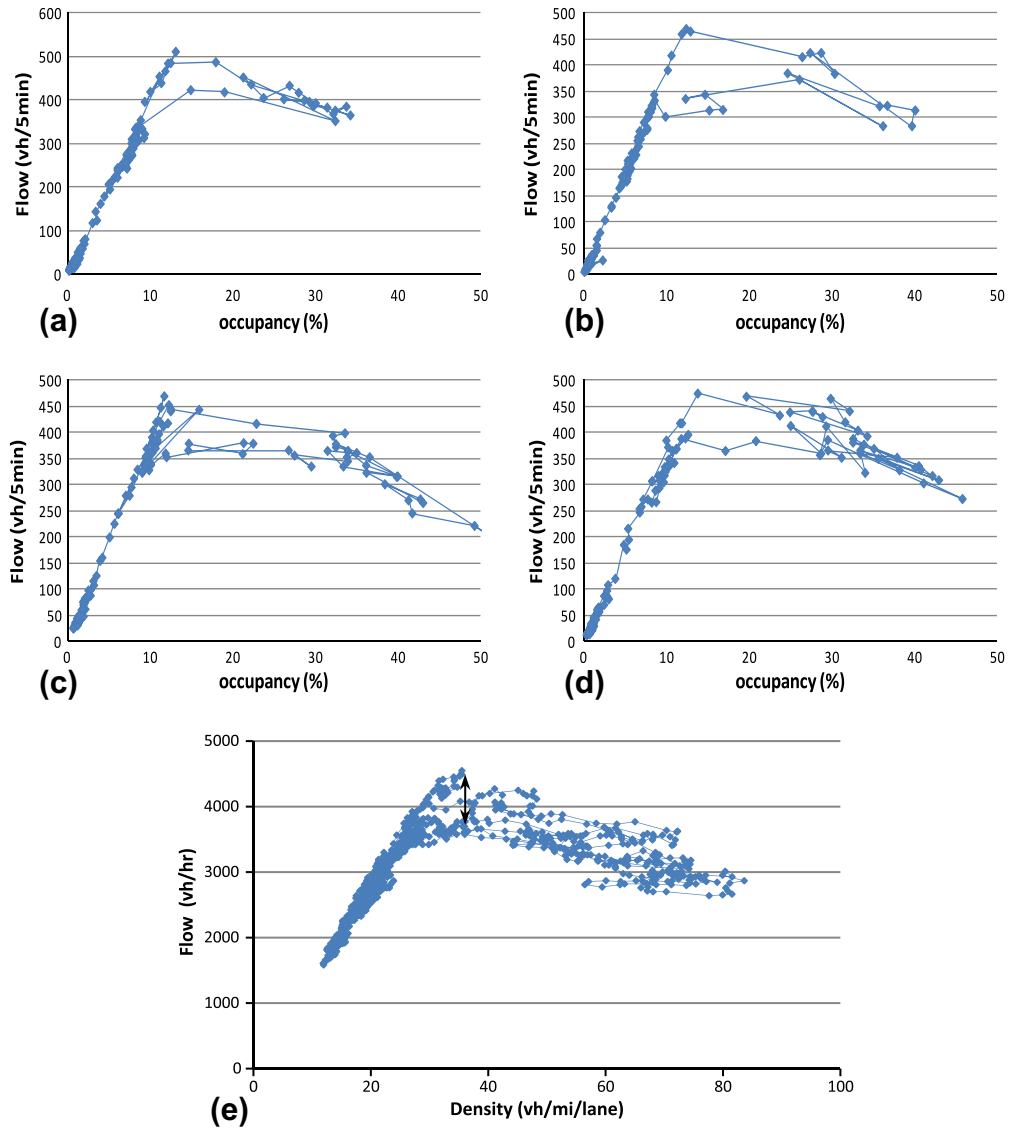 600
500
400
300
200
100
0
0 10 20 30 40 50
Flow (vh/5min)
occupancy (%)
(a)
500
450
400
350
300
250
200
150
100
50
0
0 10 20 30 40 50
Flow (vh/5min)
occupancy (%)
(b)
500
450
400
350
300
250
200
150
100
50
0
0 10 20 30 40 50
Flow (vh/5min)
occupancy (%)
(c)
500
450
400
350
300
250
200
150
100
50
0
0 10 20 30 40 50
Flow (vh/5min)
occupancy (%)
(d)
5000
4000
3000
2000
1000
0
0 20 40 60 80 100
Flow (vh/hr)
Density (vh/mi/lane)
(e)